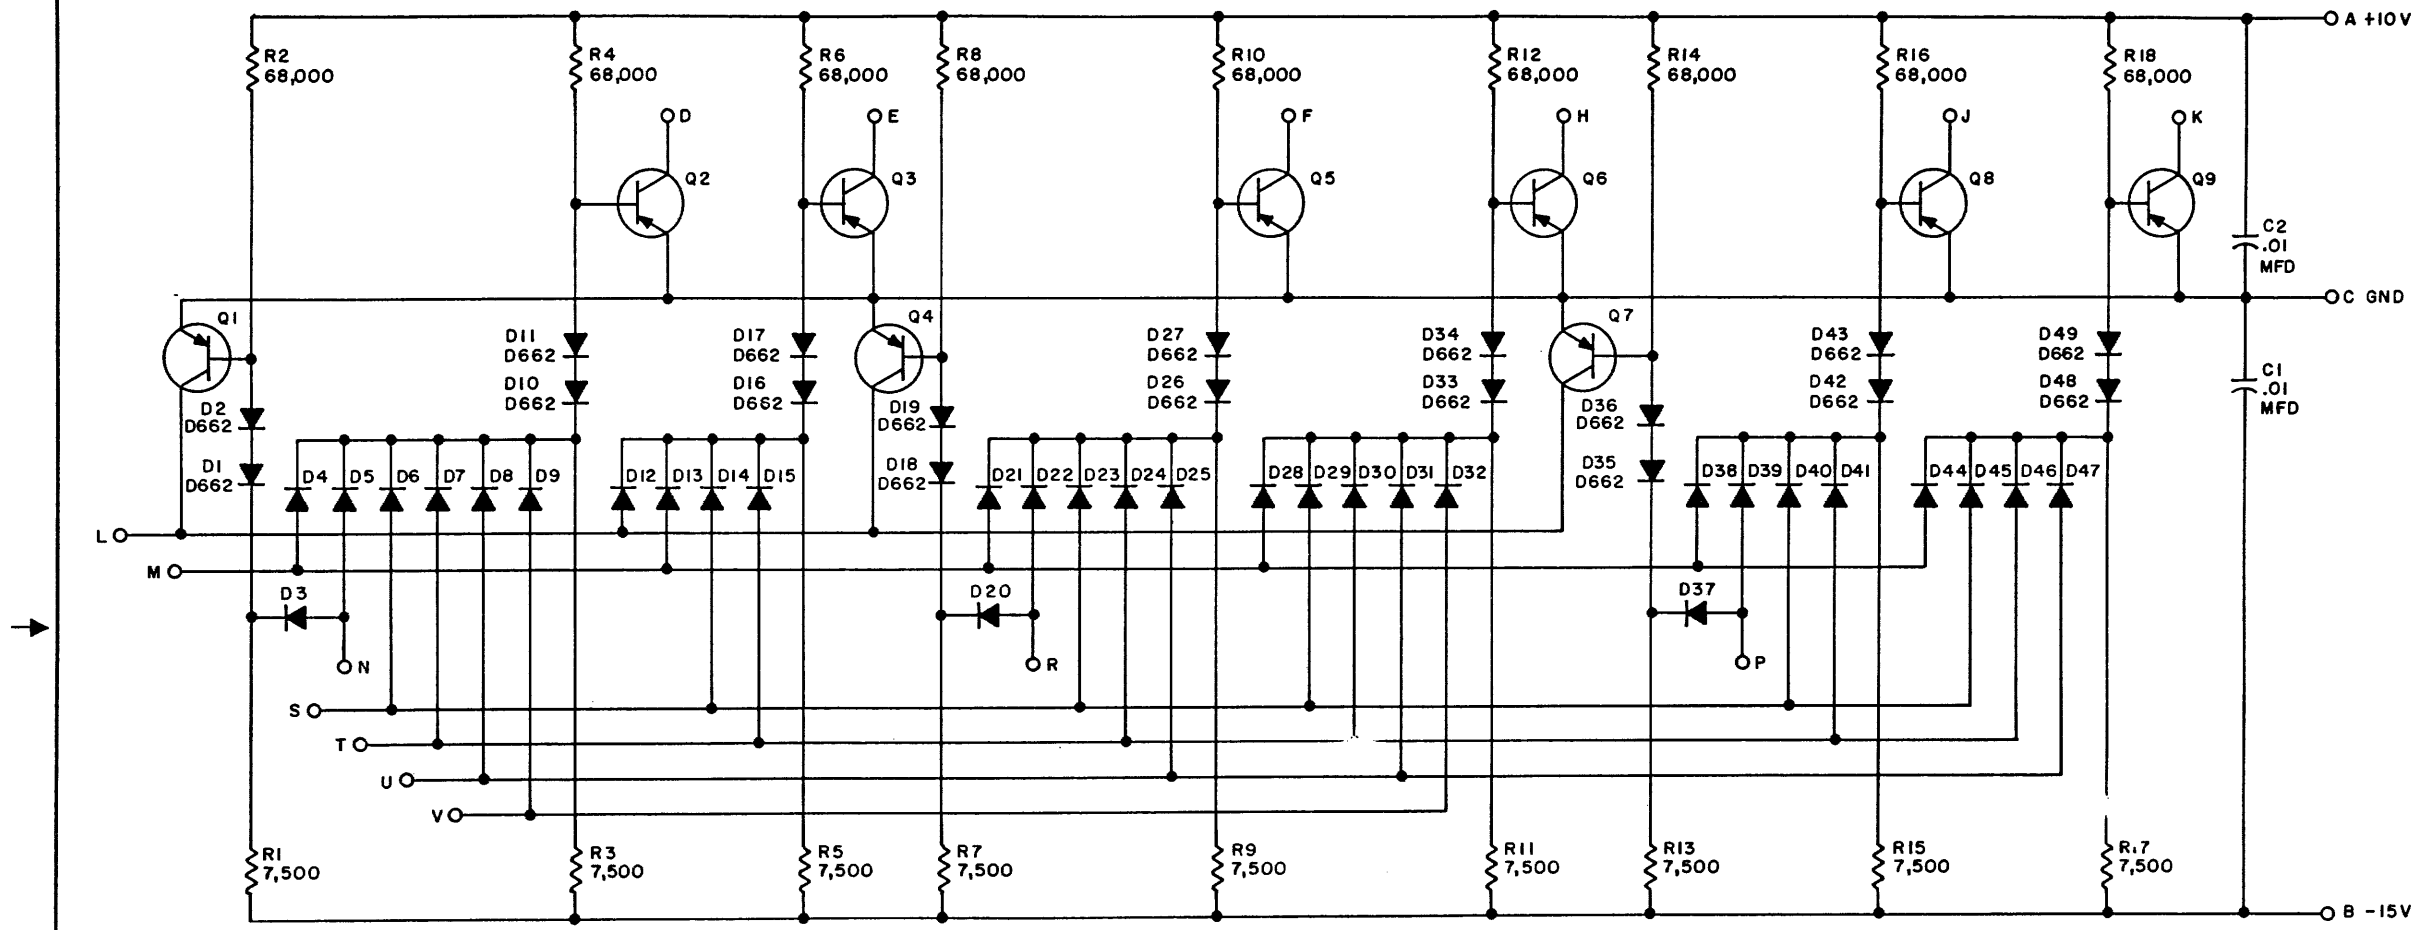 A +10V
R2
68,000
R4
68,000
R6
68,000
R8
68,000
R10
68,000
R12
68,000
R14
68,000
R16
68,000
R18
68,000
D
E
F
H
J
K
Q2
Q3
Q5
Q6
Q8
Q9
C2
.01
MFD
C GND
Q1
Q4
Q7
D11
D662
D17
D662
D27
D662
D34
D662
D43
D662
D49
D662
D10
D662
D16
D662
D26
D662
D33
D662
D42
D662
D48
D662
C1
.01
MFD
D2
D662
D19
D662
D36
D662
D1
D662
D18
D662
D35
D662
D4 D5 D6 D7 D8 D9
D12 D13 D14 D15
D21 D22 D23 D24 D25
D28 D29 D30 D31 D32
D38 D39 D40 D41
D44 D45 D46 D47
L
M
D3
D20
D37
N
R
P
S
T
U
V
R1
7,500
R3
7,500
R5
7,500
R7
7,500
R9
7,500
R11
7,500
R13
7,500
R15
7,500
R17
7,500
B -15V